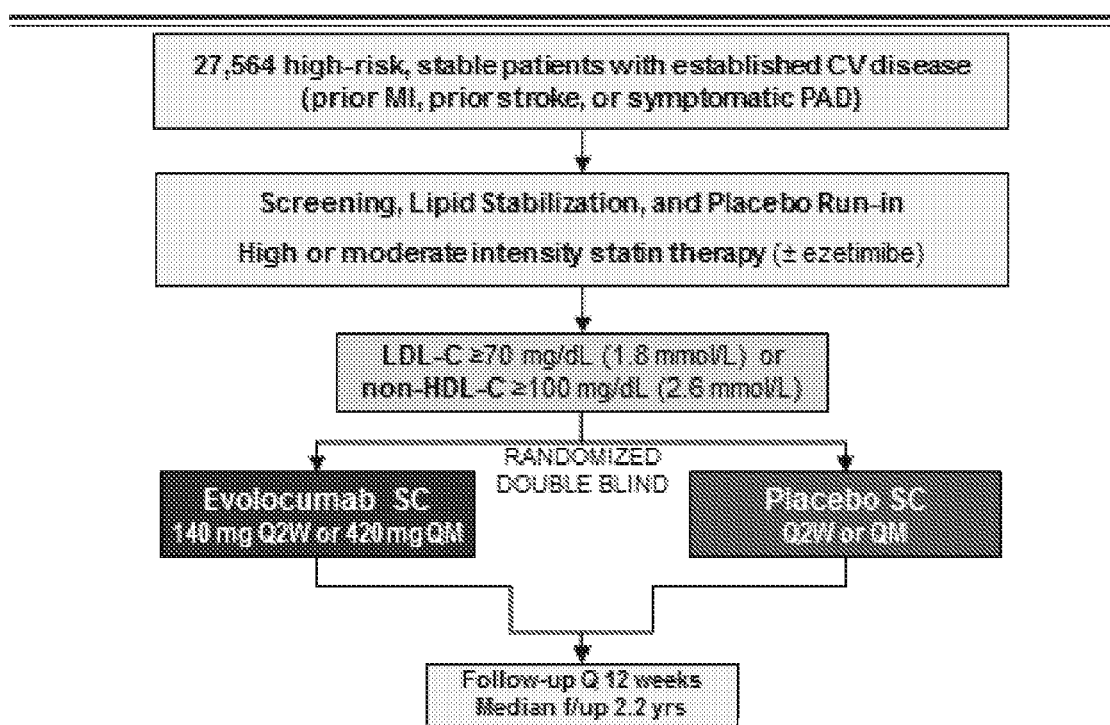 27,564 high-risk, stable patients with established CV disease
(prior MI, prior stroke, or symptomatic PAD)
Screening, Lipid Stabilization, and Placebo Run-in
High or moderate intensity statin therapy (± ezetimibe)
LDL-C ≥70 mg/dL (1.8 mmol/L) or
non-HDL-C ≥100 mg/dL (2.6 mmol/L)
RANDOMIZED
DOUBLE BLIND
Evolocumab SC
140 mg Q2W or 420 mg QM
Placebo SC
Q2W or QM
Follow-up Q 12 weeks
Median f/up 2.2 yrs